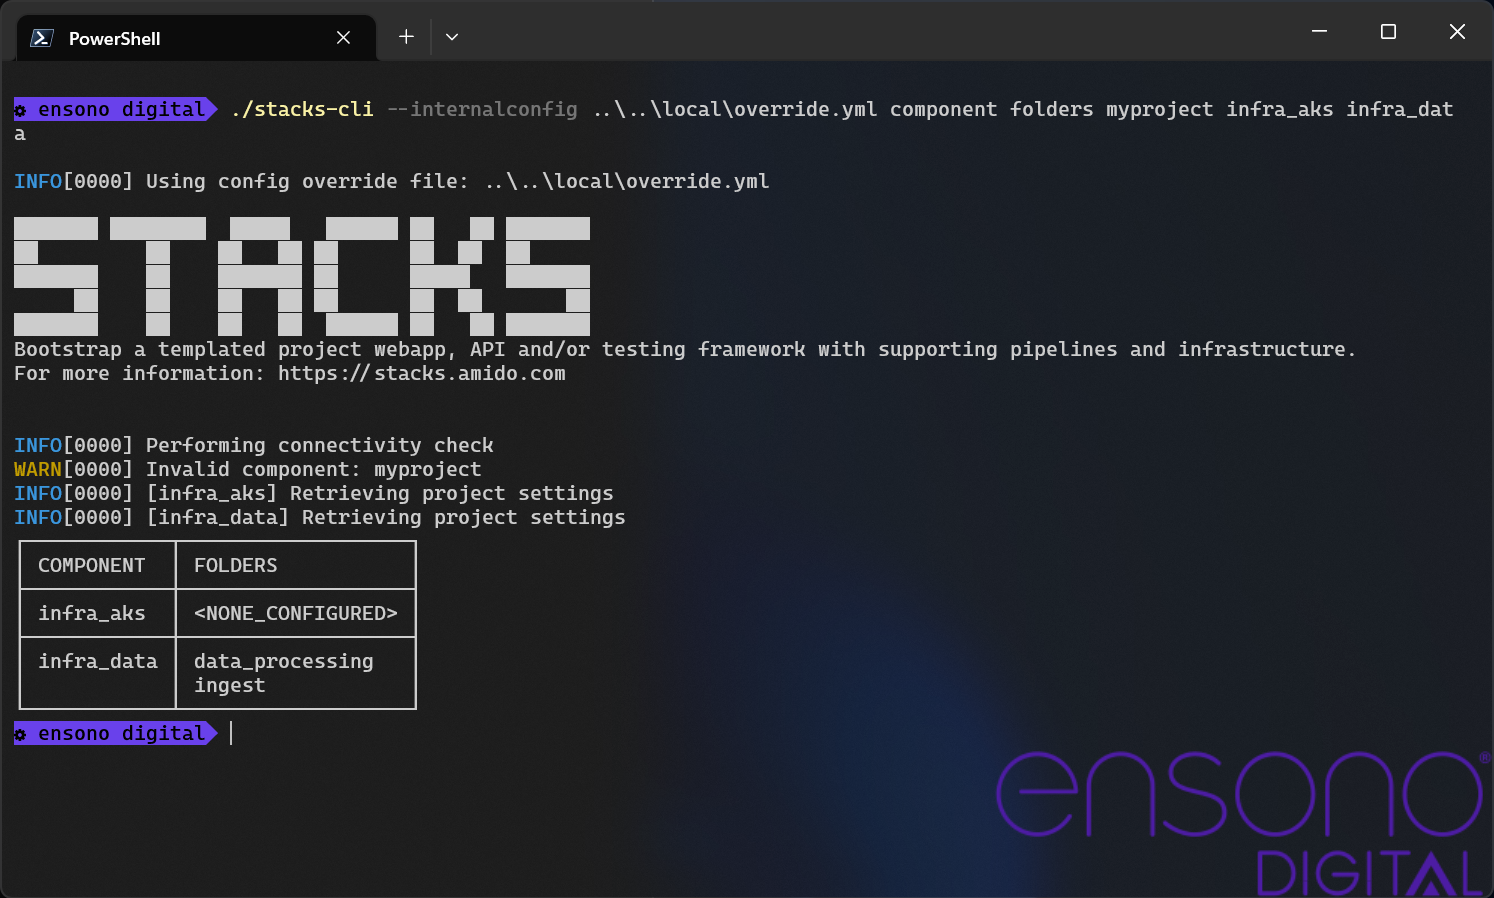 PowerShell
ensono digital ./stacks-cli --internalconfig ..\..\local\override.yml component folders myproject infra_aks infra_dat
a
INFO[0000] Using config override file: ..\..\local\override.yml
STACKS
Bootstrap a templated project webapp, API and/or testing framework with supporting pipelines and infrastructure.
For more information: https://stacks.amido.com
INFO[0000] Performing connectivity check
WARN[0000] Invalid component: myproject
INFO[0000] [infra_aks] Retrieving project settings
INFO[0000] [infra_data] Retrieving project settings
COMPONENT FOLDERS
infra_aks <NONE_CONFIGURED>
infra_data data_processing
ingest
ensono digital
ensono®
DIGITAL